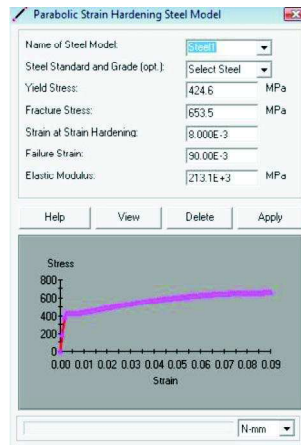 Parabolic Strain Hardening Steel Model
Name of Steel Model: Steel1
Steel Standard and Grade (opt.): Select Steel
Yield Stress: 424.6 MPa
Fracture Stress: 653.5 MPa
Strain at Strain Hardening: 8.000E-3
Failure Strain: 90.00E-3
Elastic Modulus: 213.1E+3 MPa
Help View Delete Apply
Stress
800
600
400
200
0
0.00 0.01 0.02 0.03 0.04 0.05 0.06 0.07 0.08 0.09
Strain
N-mm